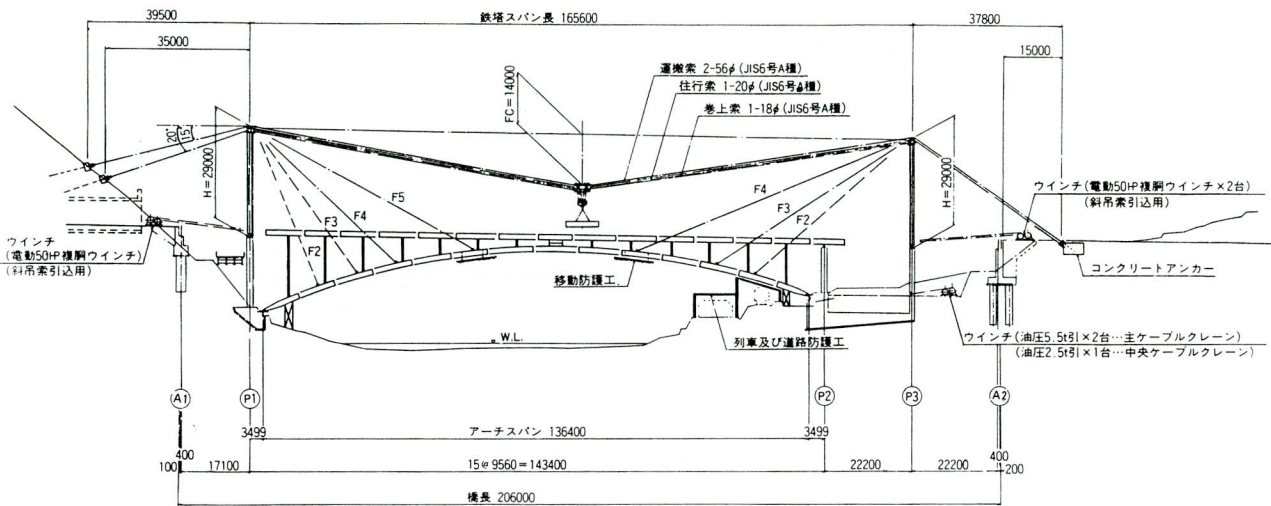 39500
鉄塔スパン長 165600
37800
35000
15000
運搬索 2-56φ (JIS6号A種)
往行索 1-20φ (JIS6号A種)
巻上索 1-18φ (JIS6号A種)
FC=14000
20°
15°
H=29000
H=29000
F5
F4
F3
F2
F4
F3
F2
ウインチ(電動50HP複胴ウインチ×2台)
(斜吊索引込用)
ウインチ
(電動50HP複胴ウインチ)
(斜吊索引込用)
移動防護工
コンクリートアンカー
W.L.
列車及び道路防護工
ウインチ(油圧5.5t引×2台…主ケーブルクレーン)
(油圧2.5t引×1台…中央ケーブルクレーン)
A1
P1
P2
P3
A2
3499
アーチスパン 136400
3499
400
100
17100
15@9560=143400
22200
22200
400
200
橋長 206000